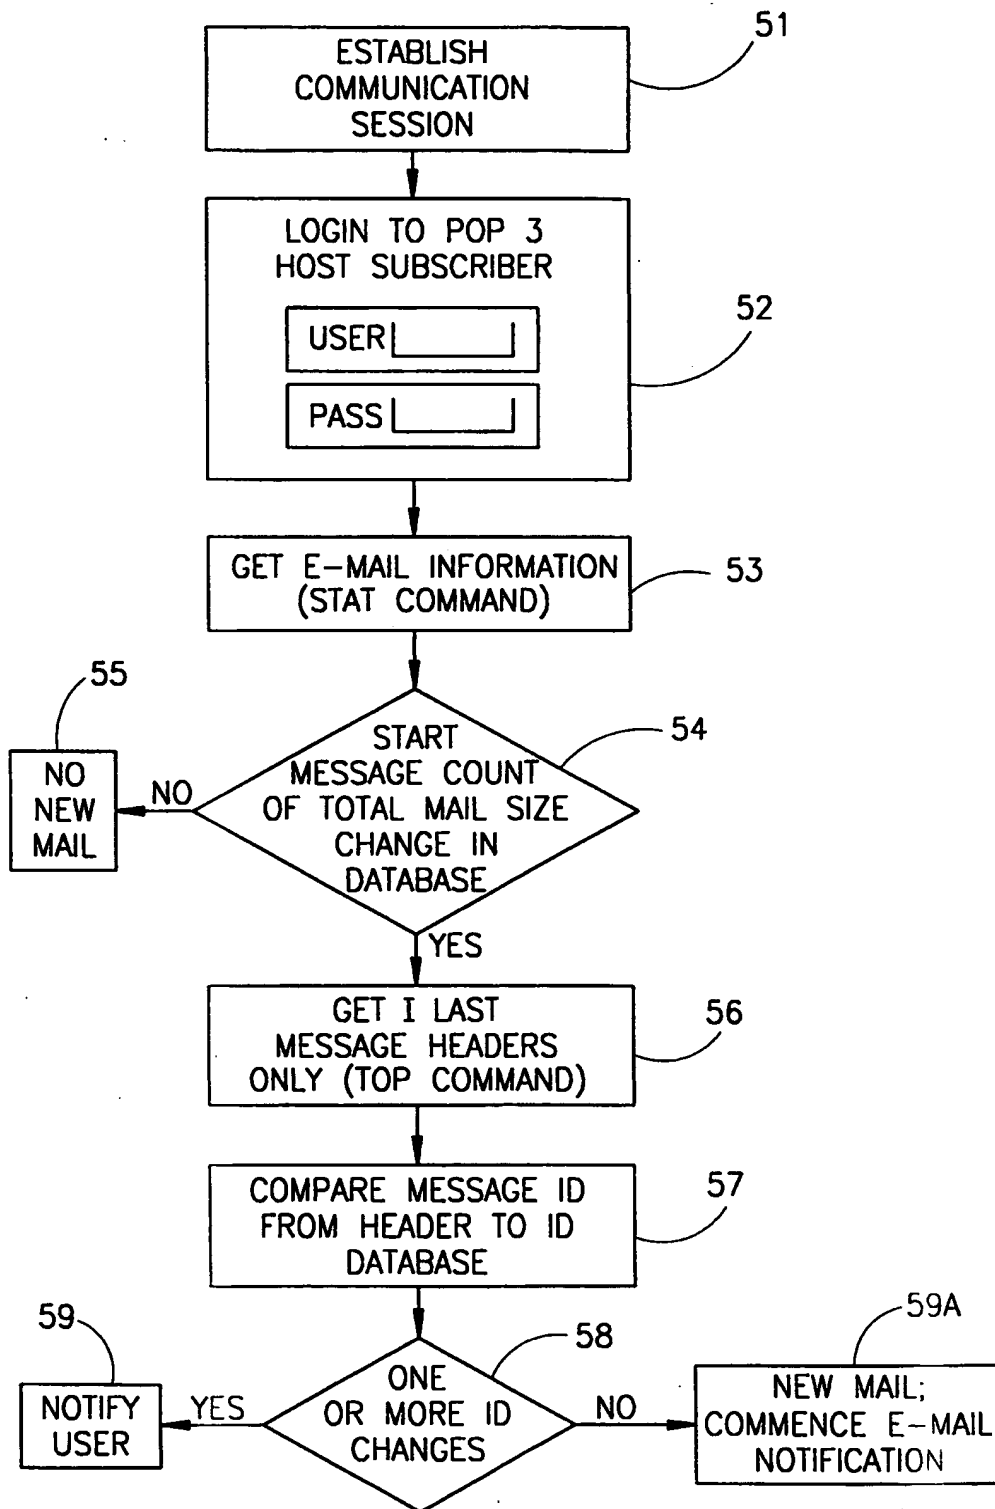 51
ESTABLISH
COMMUNICATION
SESSION
LOGIN TO POP 3
HOST SUBSCRIBER
52
USER
PASS
GET E-MAIL INFORMATION
(STAT COMMAND)
53
55
54
START
MESSAGE COUNT
OF TOTAL MAIL SIZE
CHANGE IN
DATABASE
NO
NEW
MAIL
NO
YES
GET I LAST
MESSAGE HEADERS
ONLY (TOP COMMAND)
56
COMPARE MESSAGE ID
FROM HEADER TO ID
DATABASE
57
59
58
59A
ONE
OR MORE ID
CHANGES
YES
NOTIFY
USER
NO
NEW MAIL;
COMMENCE E-MAIL
NOTIFICATION